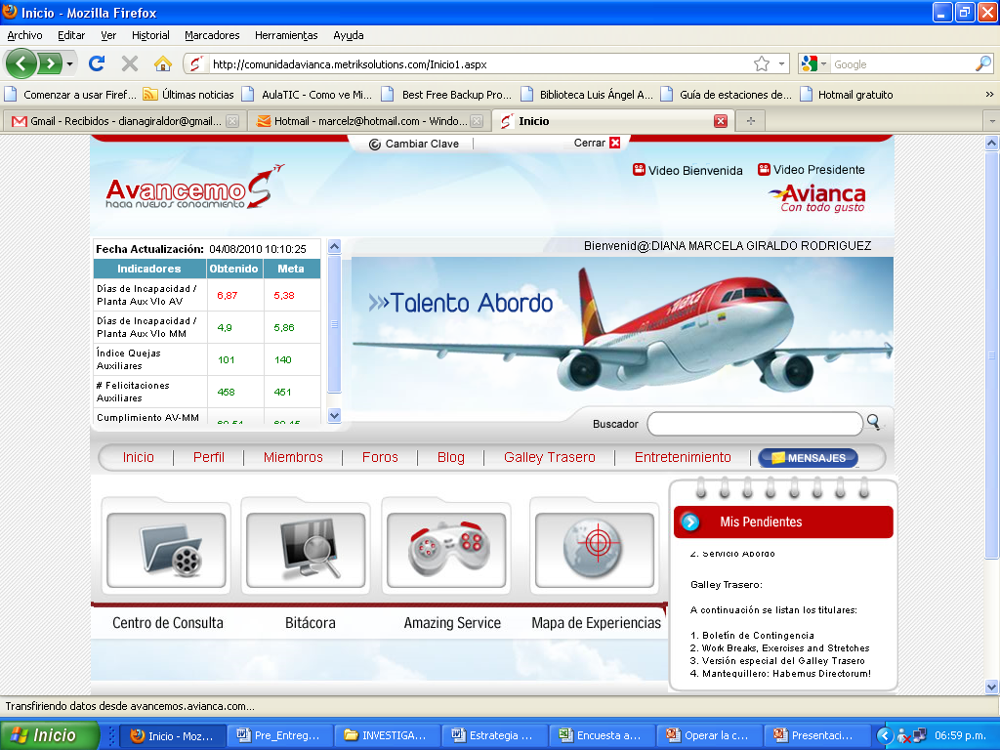 Inicio - Mozilla Firefox
Archivo Editar Ver Historial Marcadores Herramientas Ayuda
http://comunidadavianca.metriksolutions.com/Inicio1.aspx
Google
Comenzar a usar Firef... Últimas noticias AulaTIC - Como ve Mi... Best Free Backup Pro... Biblioteca Luis Ángel A... Guía de estaciones de... Hotmail gratuito »
Gmail - Recibidos - dianagiraldor@gmail... Hotmail - marcelz@hotmail.com - Windo... Inicio
Cambiar Clave Cerrar
Video Bienvenida Video Presidente
AvancemoS
hacia nuevos conocimiento
Avianca
Con todo gusto
Fecha Actualización: 04/08/2010 10:10:25
Bienvenid@:DIANA MARCELA GIRALDO RODRIGUEZ
Indicadores Obtenido Meta
Días de Incapacidad / Planta Aux Vlo AV 6,87 5,38
Días de Incapacidad / Planta Aux Vlo MM 4,9 5,86
Índice Quejas Auxiliares 101 140
# Felicitaciones Auxiliares 458 451
Cumplimiento AV-MM
»Talento Abordo
Buscador
Inicio Perfil Miembros Foros Blog Galley Trasero Entretenimiento MENSAJES
Mis Pendientes
2. Servicio Abordo
Galley Trasero:
A continuación se listan los titulares:
1. Boletín de Contingencia
2. Work Breaks, Exercises and Stretches
3. Versión especial del Galley Trasero
4. Mantequillero: Habemus Directorum!
Centro de Consulta Bitácora Amazing Service Mapa de Experiencias
Transfiriendo datos desde avancemos.avianca.com...
Inicio Inicio - Moz... Pre_Entreg... INVESTIGA... Estrategia ... Encuesta a... Operar la c... Presentaci... 06:59 p.m.